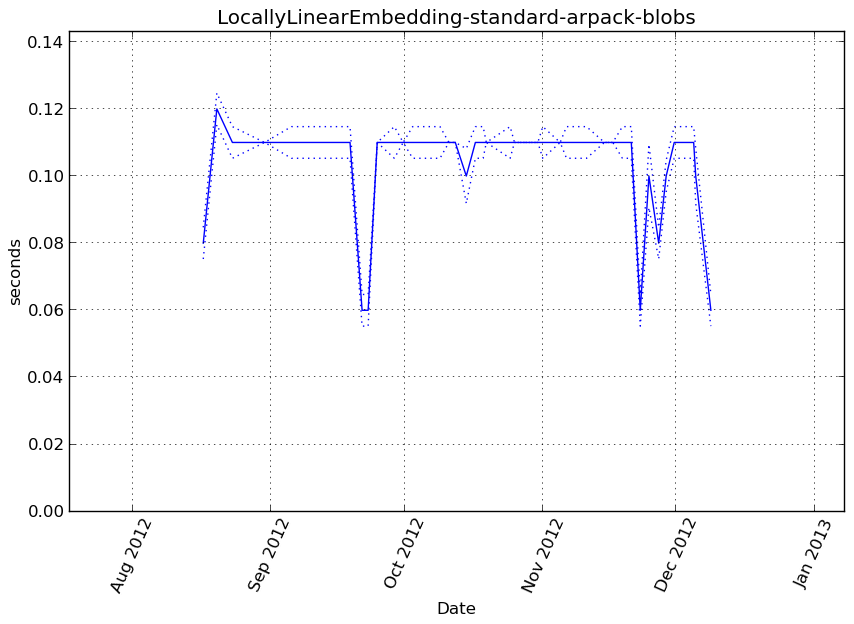 LocallyLinearEmbedding-standard-arpack-blobs
0.14
0.12
0.10
0.08
0.06
0.04
0.02
0.00
seconds
Aug 2012
Sep 2012
Oct 2012
Nov 2012
Dec 2012
Jan 2013
Date